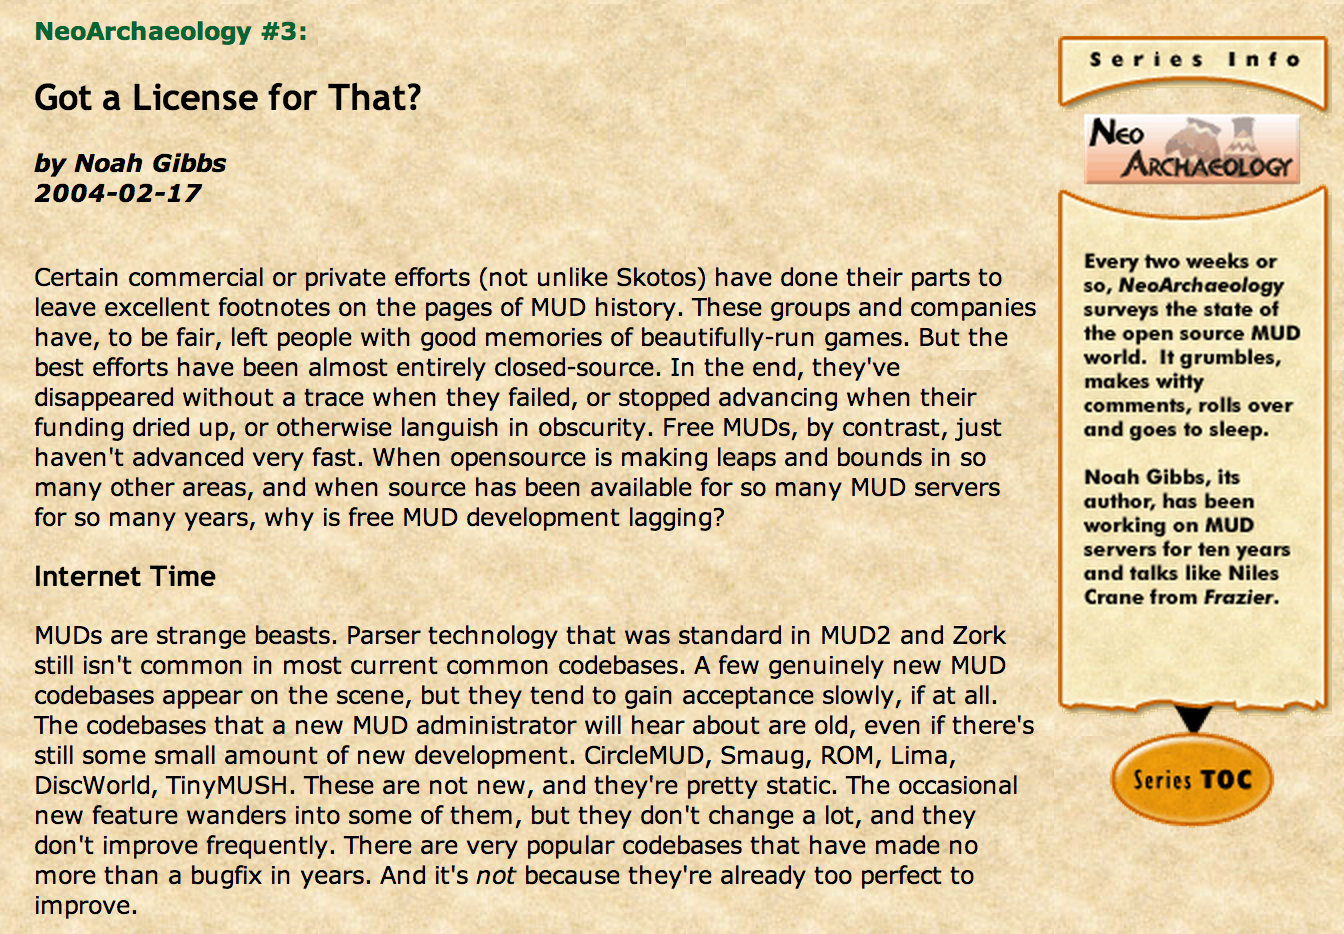 NeoArchaeology #3:
Got a License for That?
by Noah Gibbs
2004-02-17
Certain commercial or private efforts (not unlike Skotos) have done their parts to
leave excellent footnotes on the pages of MUD history. These groups and companies
have, to be fair, left people with good memories of beautifully-run games. But the
best efforts have been almost entirely closed-source. In the end, they've
disappeared without a trace when they failed, or stopped advancing when their
funding dried up, or otherwise languish in obscurity. Free MUDs, by contrast, just
haven't advanced very fast. When opensource is making leaps and bounds in so
many other areas, and when source has been available for so many MUD servers
for so many years, why is free MUD development lagging?
Internet Time
MUDs are strange beasts. Parser technology that was standard in MUD2 and Zork
still isn't common in most current common codebases. A few genuinely new MUD
codebases appear on the scene, but they tend to gain acceptance slowly, if at all.
The codebases that a new MUD administrator will hear about are old, even if there's
still some small amount of new development. CircleMUD, Smaug, ROM, Lima,
DiscWorld, TinyMUSH. These are not new, and they're pretty static. The occasional
new feature wanders into some of them, but they don't change a lot, and they
don't improve frequently. There are very popular codebases that have made no
more than a bugfix in years. And it's not because they're already too perfect to
improve.
Series Info
NEO
ARCHAEOLOGY
Every two weeks or
so, NeoArchaeology
surveys the state of
the open source MUD
world. It grumbles,
makes witty
comments, rolls over
and goes to sleep.
Noah Gibbs, its
author, has been
working on MUD
servers for ten years
and talks like Niles
Crane from Frazier.
Series TOC